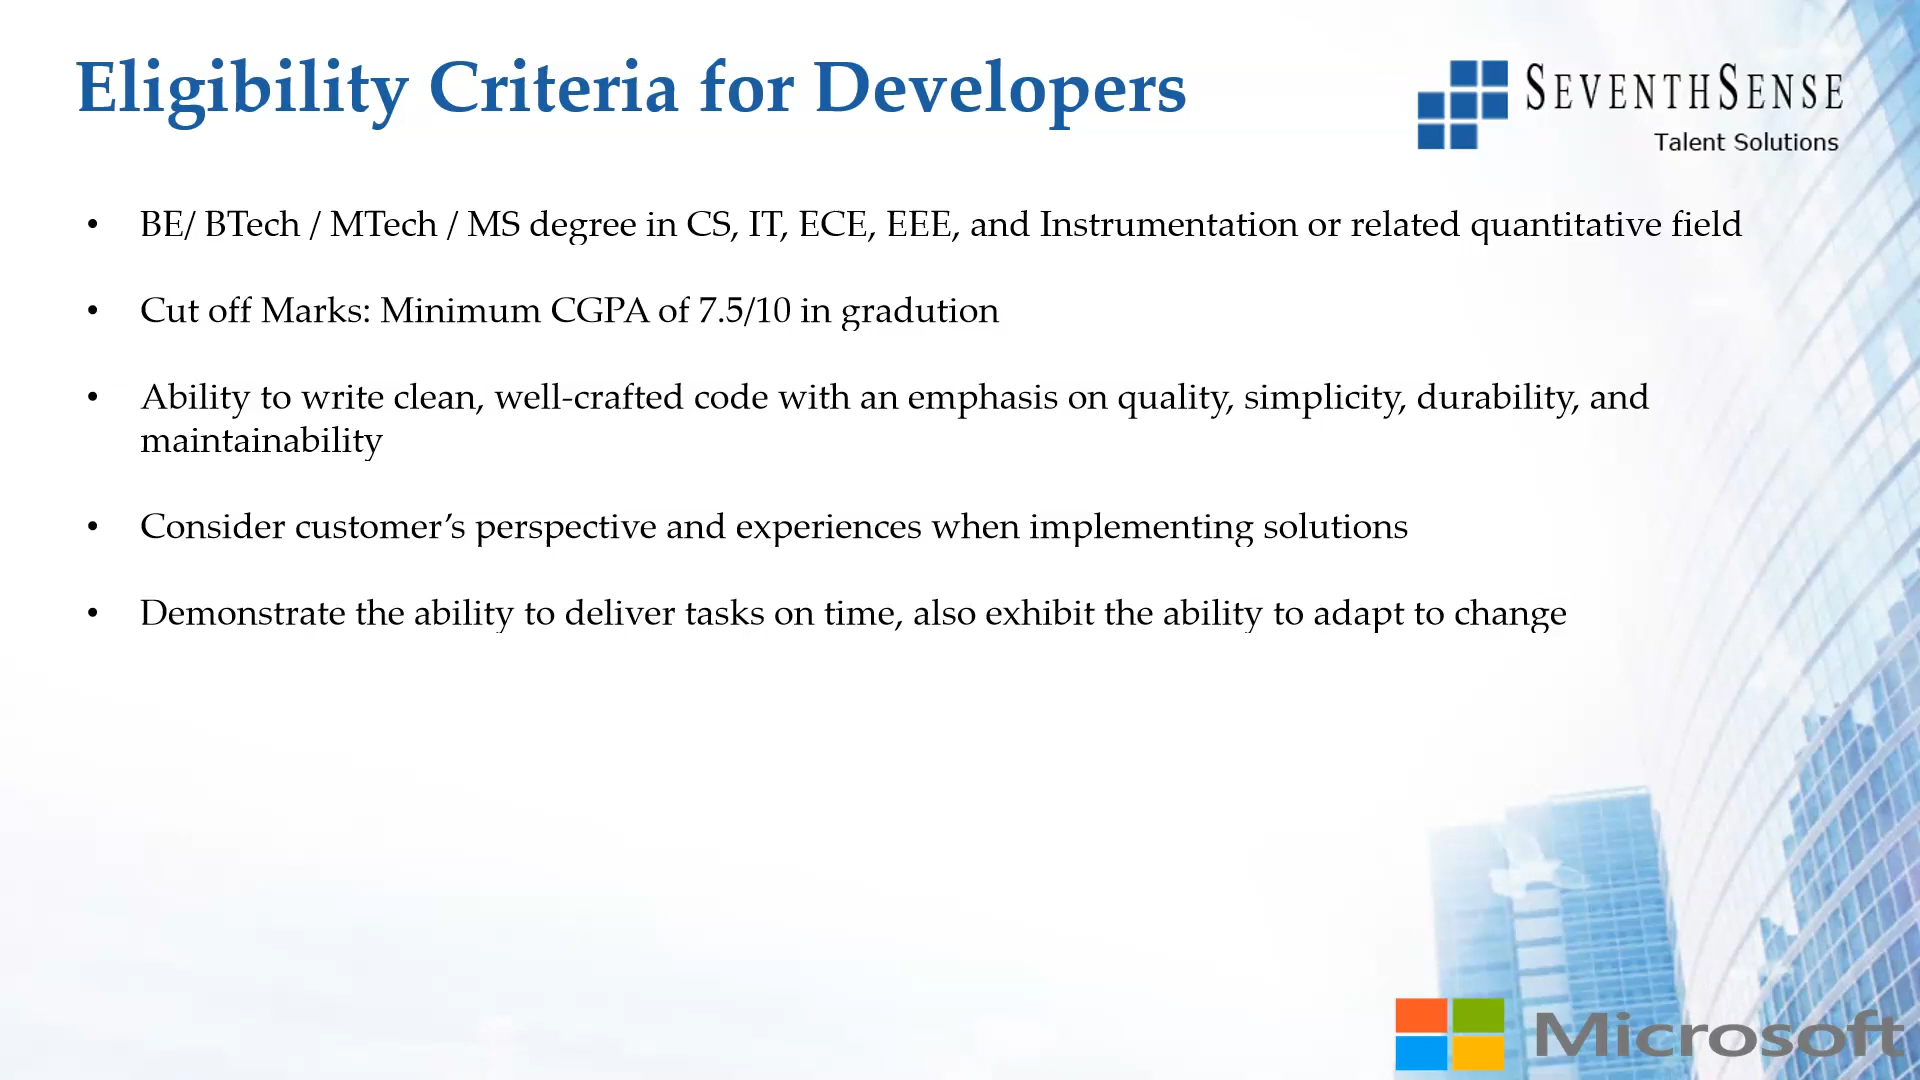 Eligibility Criteria for Developers
SEVENTHSENSE
Talent Solutions
• BE/ BTech / MTech / MS degree in CS, IT, ECE, EEE, and Instrumentation or related quantitative field
• Cut off Marks: Minimum CGPA of 7.5/10 in gradution
• Ability to write clean, well-crafted code with an emphasis on quality, simplicity, durability, and
maintainability
• Consider customer’s perspective and experiences when implementing solutions
• Demonstrate the ability to deliver tasks on time, also exhibit the ability to adapt to change
Microsoft